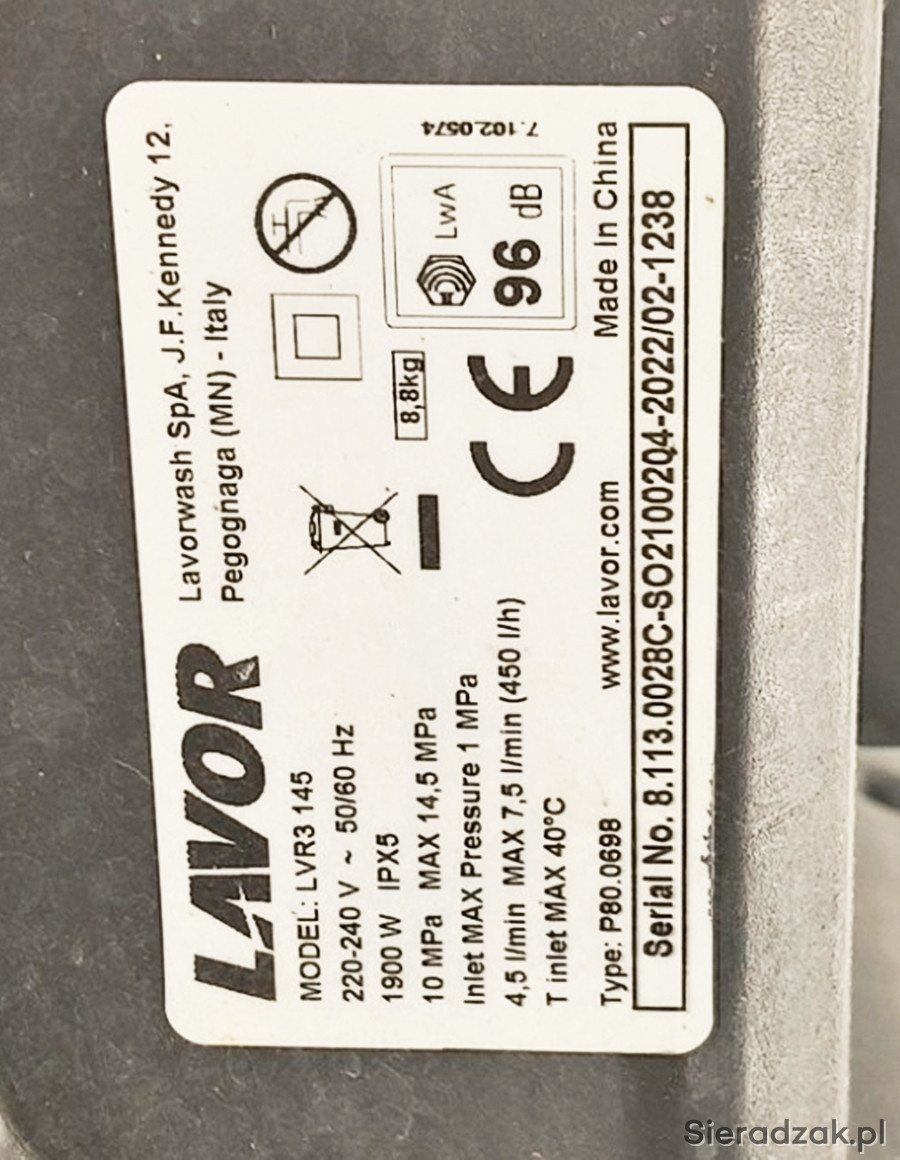 LAVOR
Lavorwash SpA, J.F.Kennedy 12,
Pegognaga (MN) - Italy
MODEL: LVR3 145
220-240 V ~ 50/60 Hz
1900 W IPX5
10 MPa MAX 14,5 MPa
Inlet MAX Pressure 1 MPa
4,5 l/min MAX 7,5 l/min (450 l/h)
T inlet MAX 40°C
8,8kg
CE
LWA
96 dB
7.102.0574
Type: P80.0698
www.lavor.com
Made In China
Serial No. 8.113.0028C-SO2100204-2022/02-1238
Sieradzak.pl